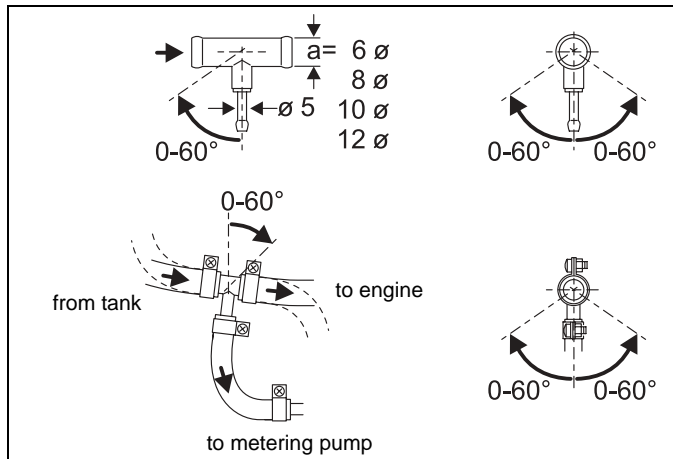 a= 6 ø
8 ø
10 ø
12 ø
ø 5
0-60°
0-60° 0-60°
0-60°
from tank
to engine
to metering pump
0-60° 0-60°